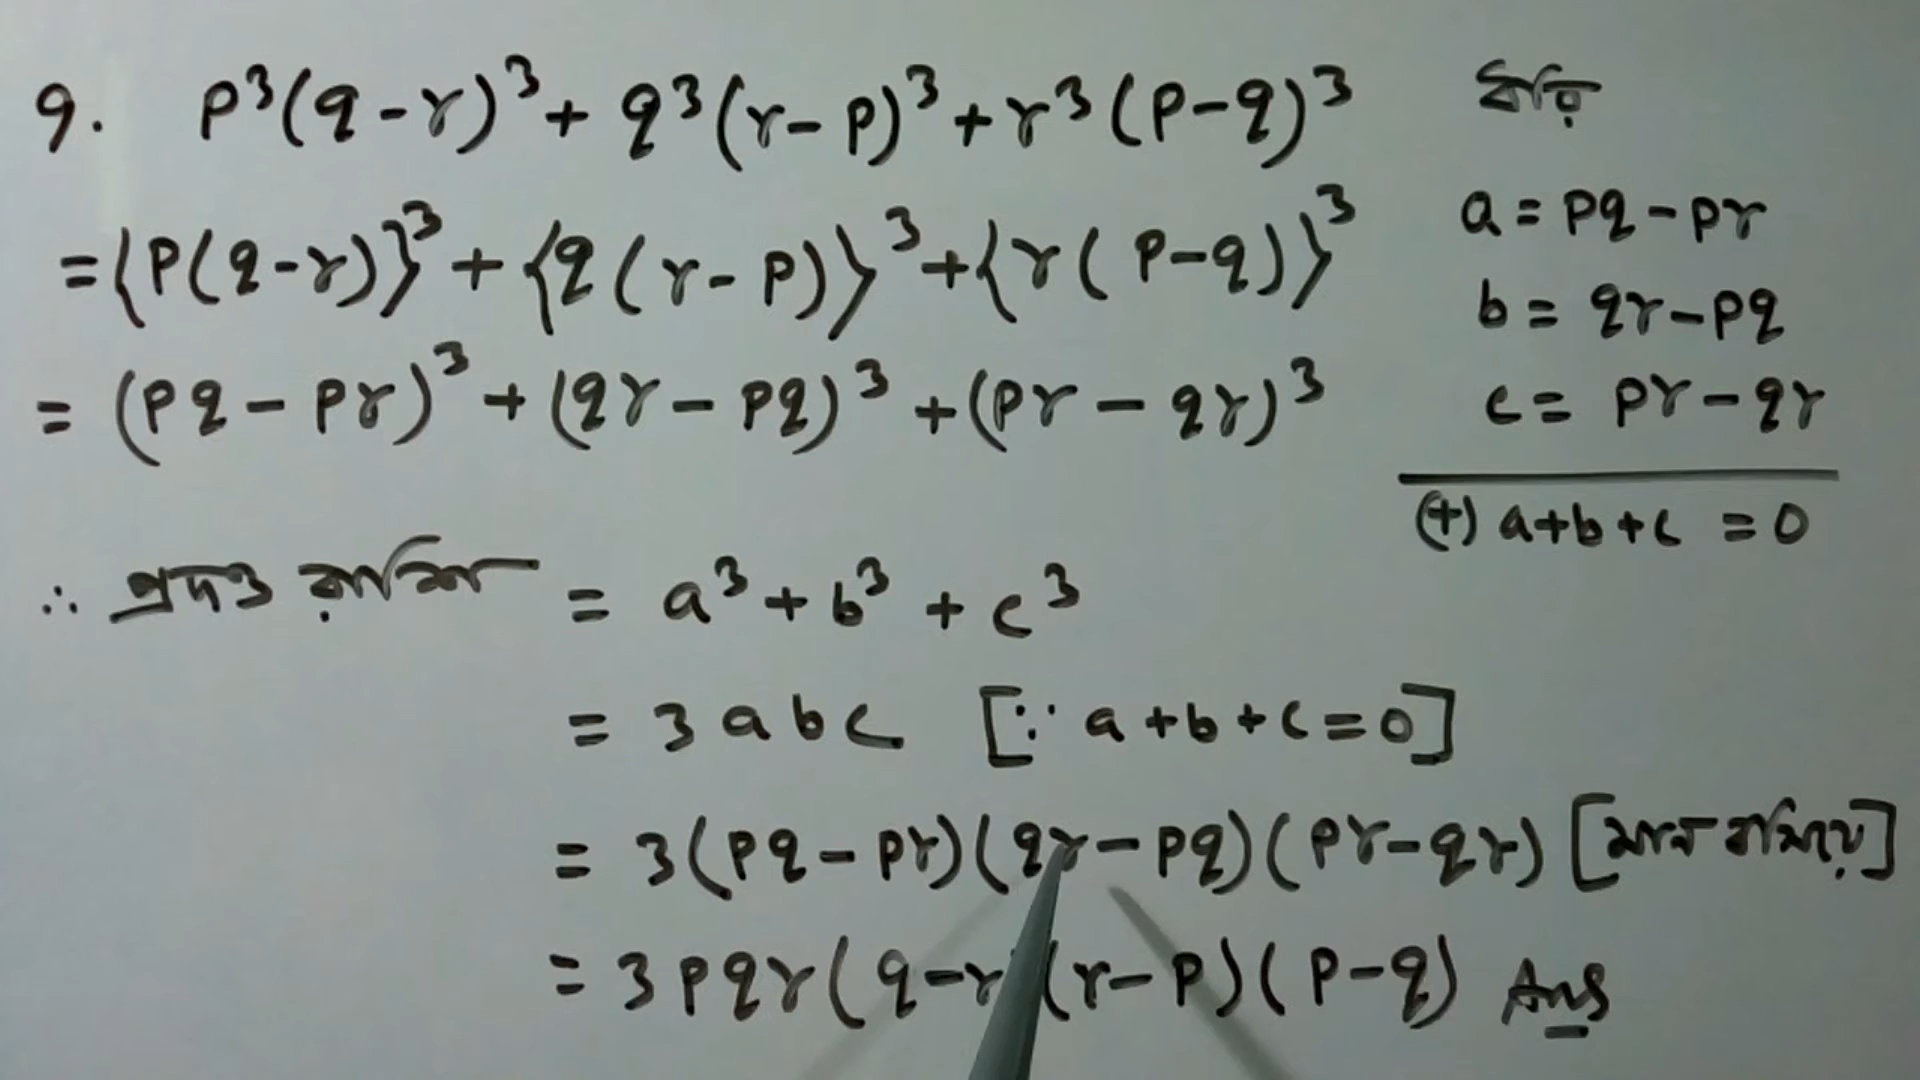 9. p³(q-r)³ + q³(r-p)³ + r³(p-q)³
= {p(q-r)}³ + {q(r-p)}³ + {r(p-q)}³
= (pq - pr)³ + (qr - pq)³ + (pr - qr)³
ধরি
a = pq - pr
b = qr - pq
c = pr - qr
(+) a+b+c = 0
∴ প্রদত্ত রাশি = a³ + b³ + c³
= 3abc [∵ a+b+c=0]
= 3(pq - pr)(qr - pq)(pr - qr) [মান বসিয়ে]
= 3pqr(q-r (r-p)(p-q) Ans